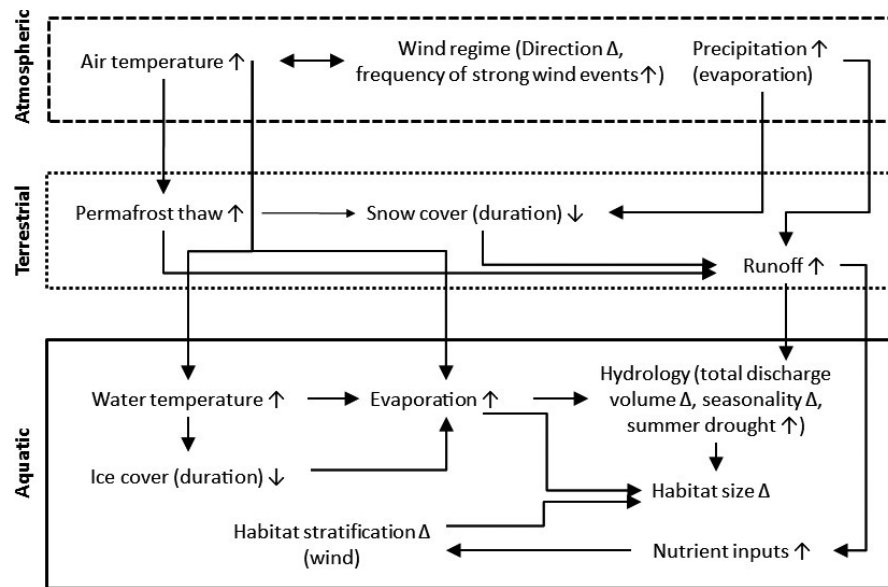 Atmospheric
Air temperature ↑
Wind regime (Direction Δ,
frequency of strong wind events↑)
Precipitation ↑
(evaporation)
Terrestrial
Permafrost thaw ↑
Snow cover (duration) ↓
Runoff ↑
Aquatic
Water temperature ↑
Evaporation ↑
Hydrology (total discharge
volume Δ, seasonality Δ,
summer drought ↑)
Ice cover (duration) ↓
Habitat size Δ
Habitat stratification Δ
(wind)
Nutrient inputs ↑